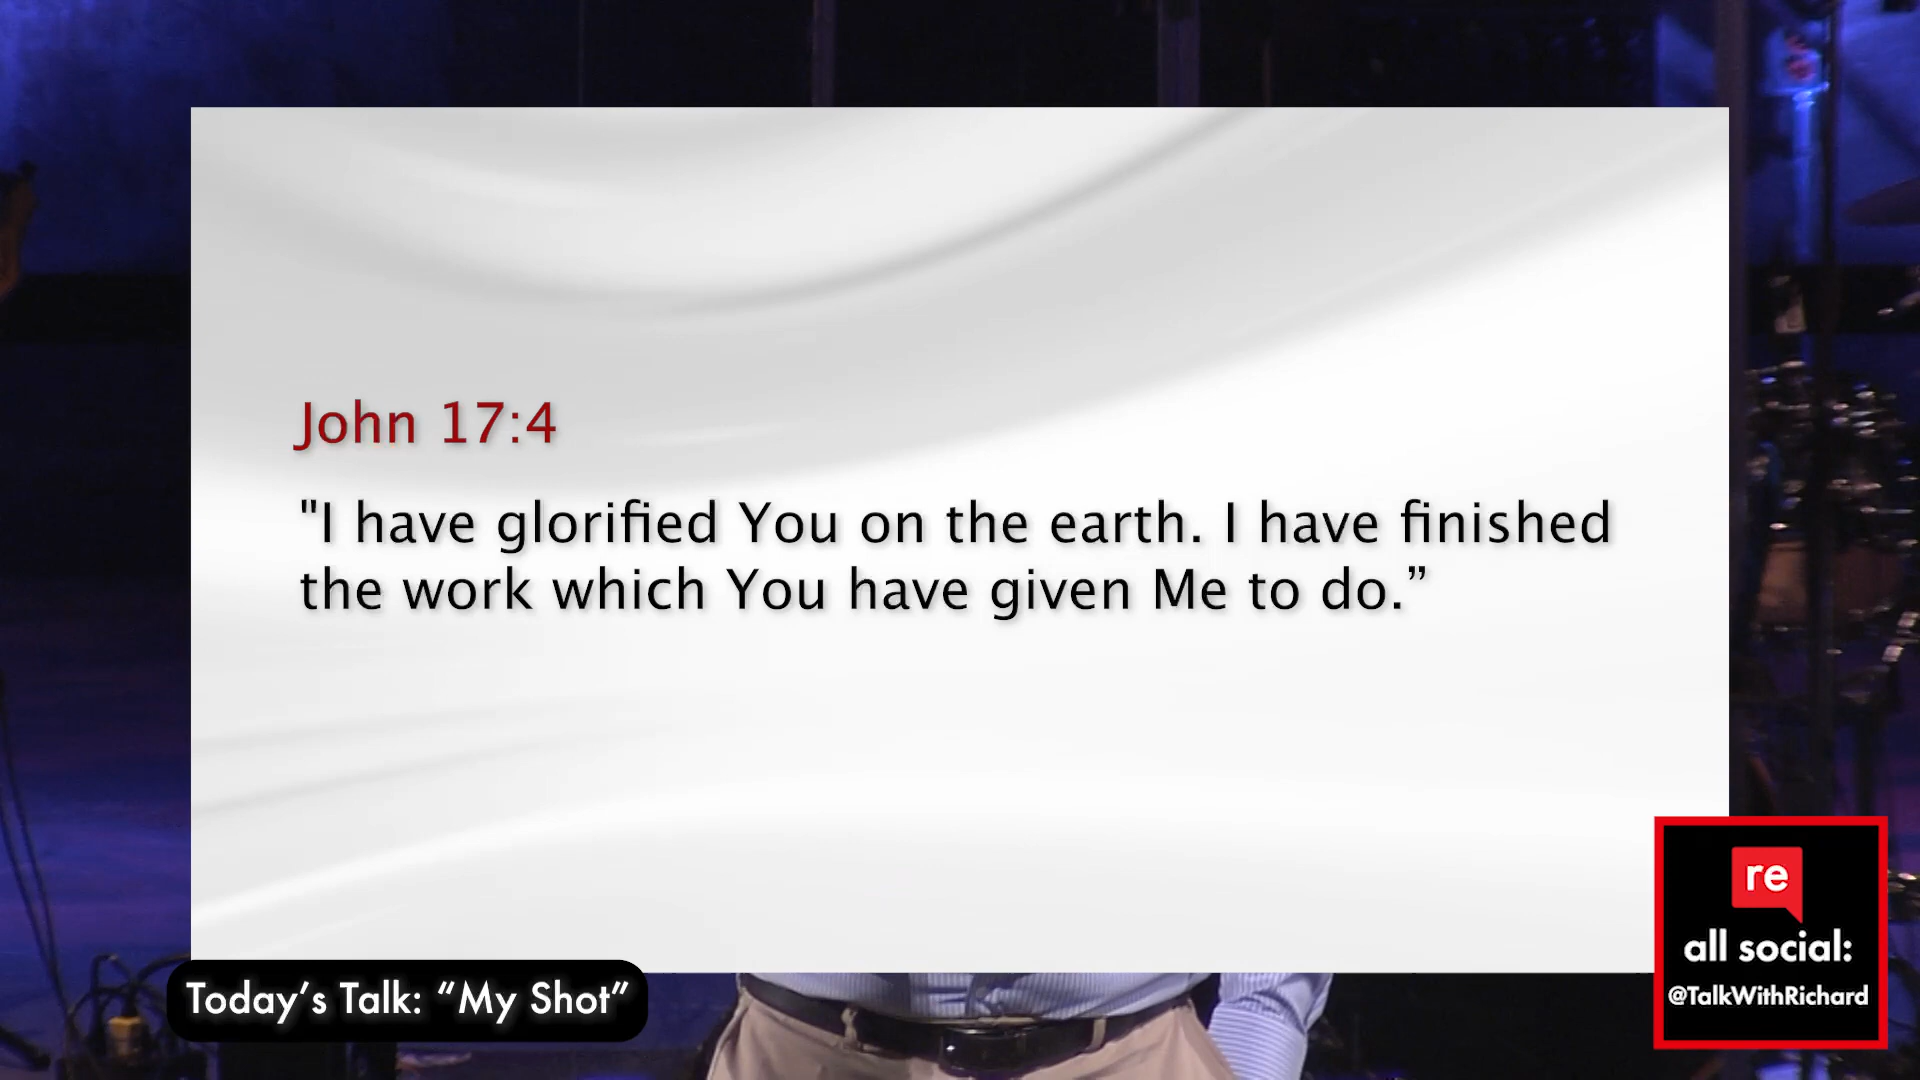 John 17:4
"I have glorified You on the earth. I have finished
the work which You have given Me to do.”
Today’s Talk: “My Shot”
re
all social:
@TalkWithRichard